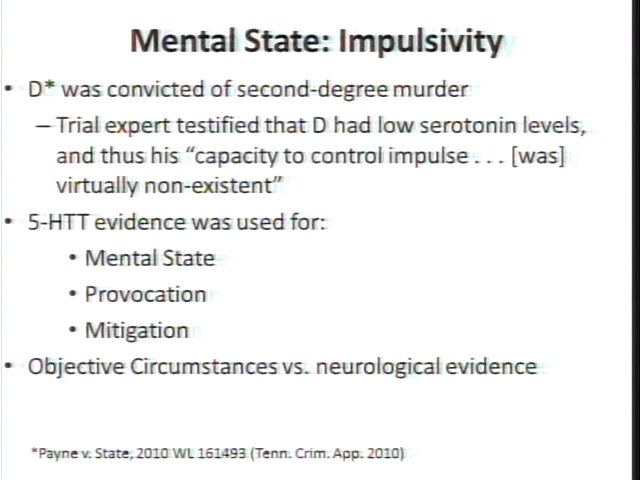 Mental State: Impulsivity
• D* was convicted of second-degree murder
– Trial expert testified that D had low serotonin levels,
and thus his “capacity to control impulse . . . [was]
virtually non-existent”
• 5-HTT evidence was used for:
• Mental State
• Provocation
• Mitigation
• Objective Circumstances vs. neurological evidence
*Payne v. State, 2010 WL 161493 (Tenn. Crim. App. 2010)